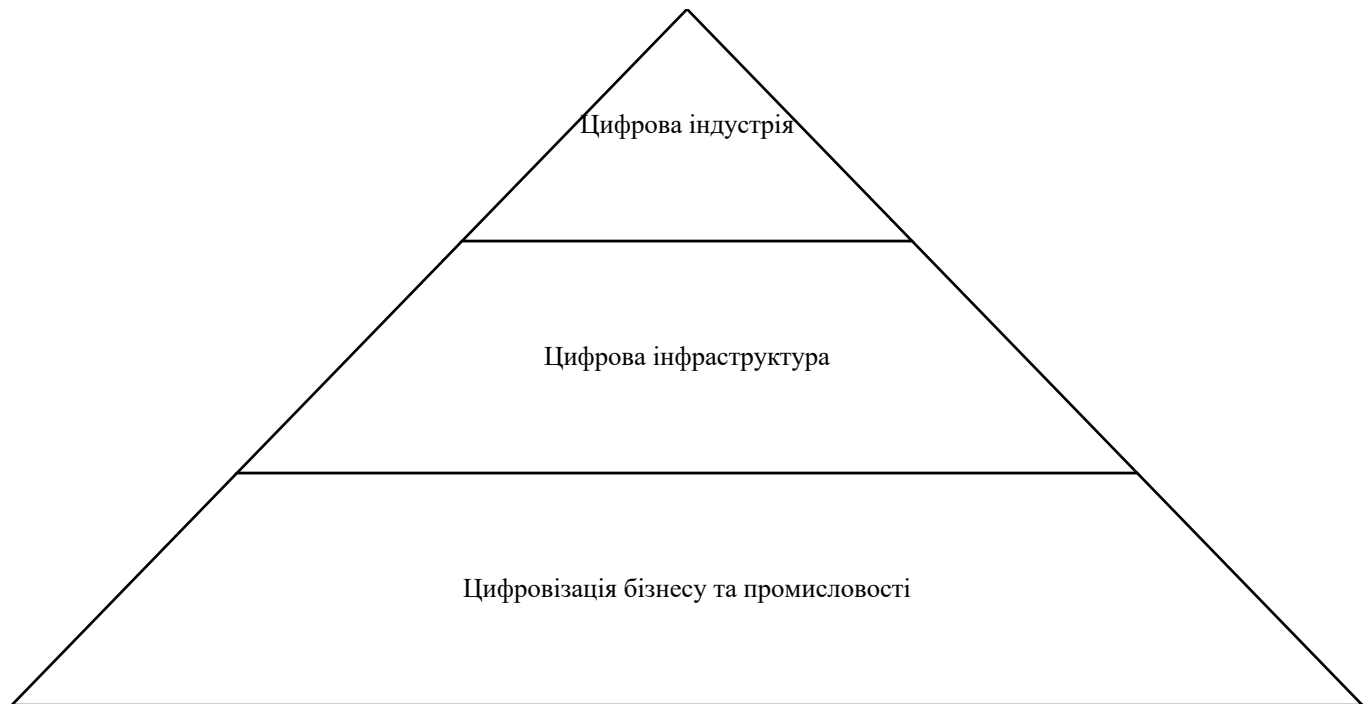 Цифрова індустрія
Цифрова інфраструктура
Цифровізація бізнесу та промисловості